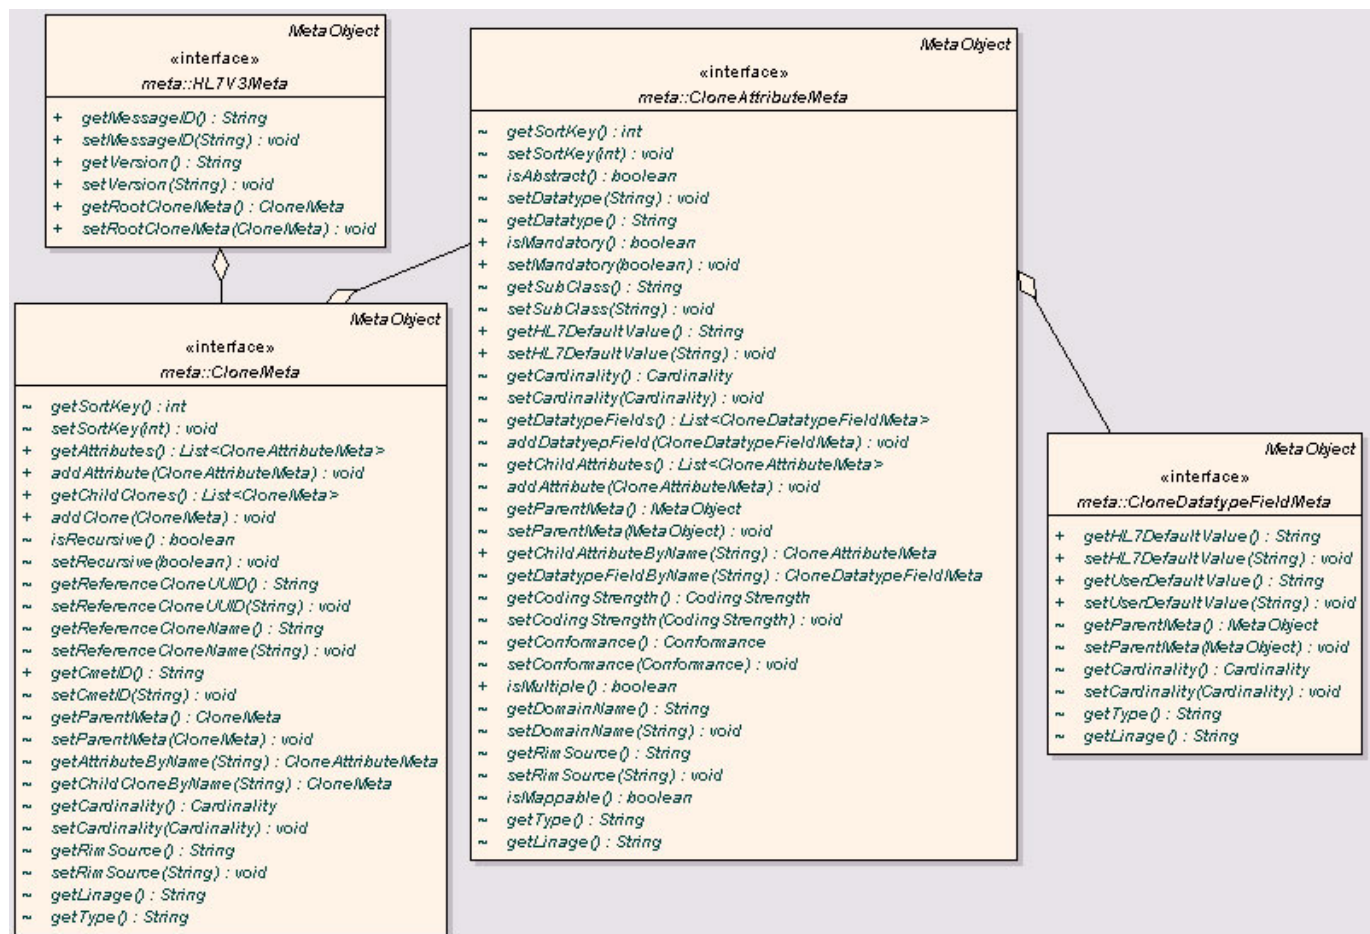 MetaObject
«interface»
meta::HL7V3Meta
+ getMessageID() : String
+ setMessageID(String) : void
+ getVersion() : String
+ setVersion(String) : void
+ getRootCloneMeta() : CloneMeta
+ setRootCloneMeta(CloneMeta) : void
MetaObject
«interface»
meta::CloneMeta
~ getSortKey() : int
~ setSortKey(int) : void
+ getAttributes() : List<CloneAttributeMeta>
+ addAttribute(CloneAttributeMeta) : void
+ getChildClones() : List<CloneMeta>
+ addClone(CloneMeta) : void
~ isRecursive() : boolean
~ setRecursive(boolean) : void
~ getReferenceCloneUUID() : String
~ setReferenceCloneUUID(String) : void
~ getReferenceCloneName() : String
~ setReferenceCloneName(String) : void
+ getCmetID() : String
~ setCmetID(String) : void
~ getParentMeta() : CloneMeta
~ setParentMeta(CloneMeta) : void
~ getAttributeByName(String) : CloneAttributeMeta
~ getChildCloneByName(String) : CloneMeta
~ getCardinality() : Cardinality
~ setCardinality(Cardinality) : void
~ getRimSource() : String
~ setRimSource(String) : void
~ getLinage() : String
~ getType() : String
MetaObject
«interface»
meta::CloneAttributeMeta
~ getSortKey() : int
~ setSortKey(int) : void
~ isAbstract() : boolean
~ setDatatype(String) : void
~ getDatatype() : String
+ isMandatory() : boolean
+ setMandatory(boolean) : void
~ getSubClass() : String
~ setSubClass(String) : void
+ getHL7DefaultValue() : String
+ setHL7DefaultValue(String) : void
~ getCardinality() : Cardinality
~ setCardinality(Cardinality) : void
~ getDatatypeFields() : List<CloneDatatypeFieldMeta>
~ addDatatyepField(CloneDatatypeFieldMeta) : void
~ getChildAttributes() : List<CloneAttributeMeta>
~ addAttribute(CloneAttributeMeta) : void
~ getParentMeta() : MetaObject
~ setParentMeta(MetaObject) : void
+ getChildAttributeByName(String) : CloneAttributeMeta
~ getDatatypeFieldByName(String) : CloneDatatypeFieldMeta
~ getCodingStrength() : CodingStrength
~ setCodingStrength(CodingStrength) : void
~ getConformance() : Conformance
~ setConformance(Conformance) : void
+ isMultiple() : boolean
~ getDomainName() : String
~ setDomainName(String) : void
~ getRimSource() : String
~ setRimSource(String) : void
~ isMappable() : boolean
~ getType() : String
~ getLinage() : String
MetaObject
«interface»
meta::CloneDatatypeFieldMeta
+ getHL7DefaultValue() : String
+ setHL7DefaultValue(String) : void
+ getUserDefaultValue() : String
+ setUserDefaultValue(String) : void
~ getParentMeta() : MetaObject
~ setParentMeta(MetaObject) : void
~ getCardinality() : Cardinality
~ setCardinality(Cardinality) : void
~ getType() : String
~ getLinage() : String